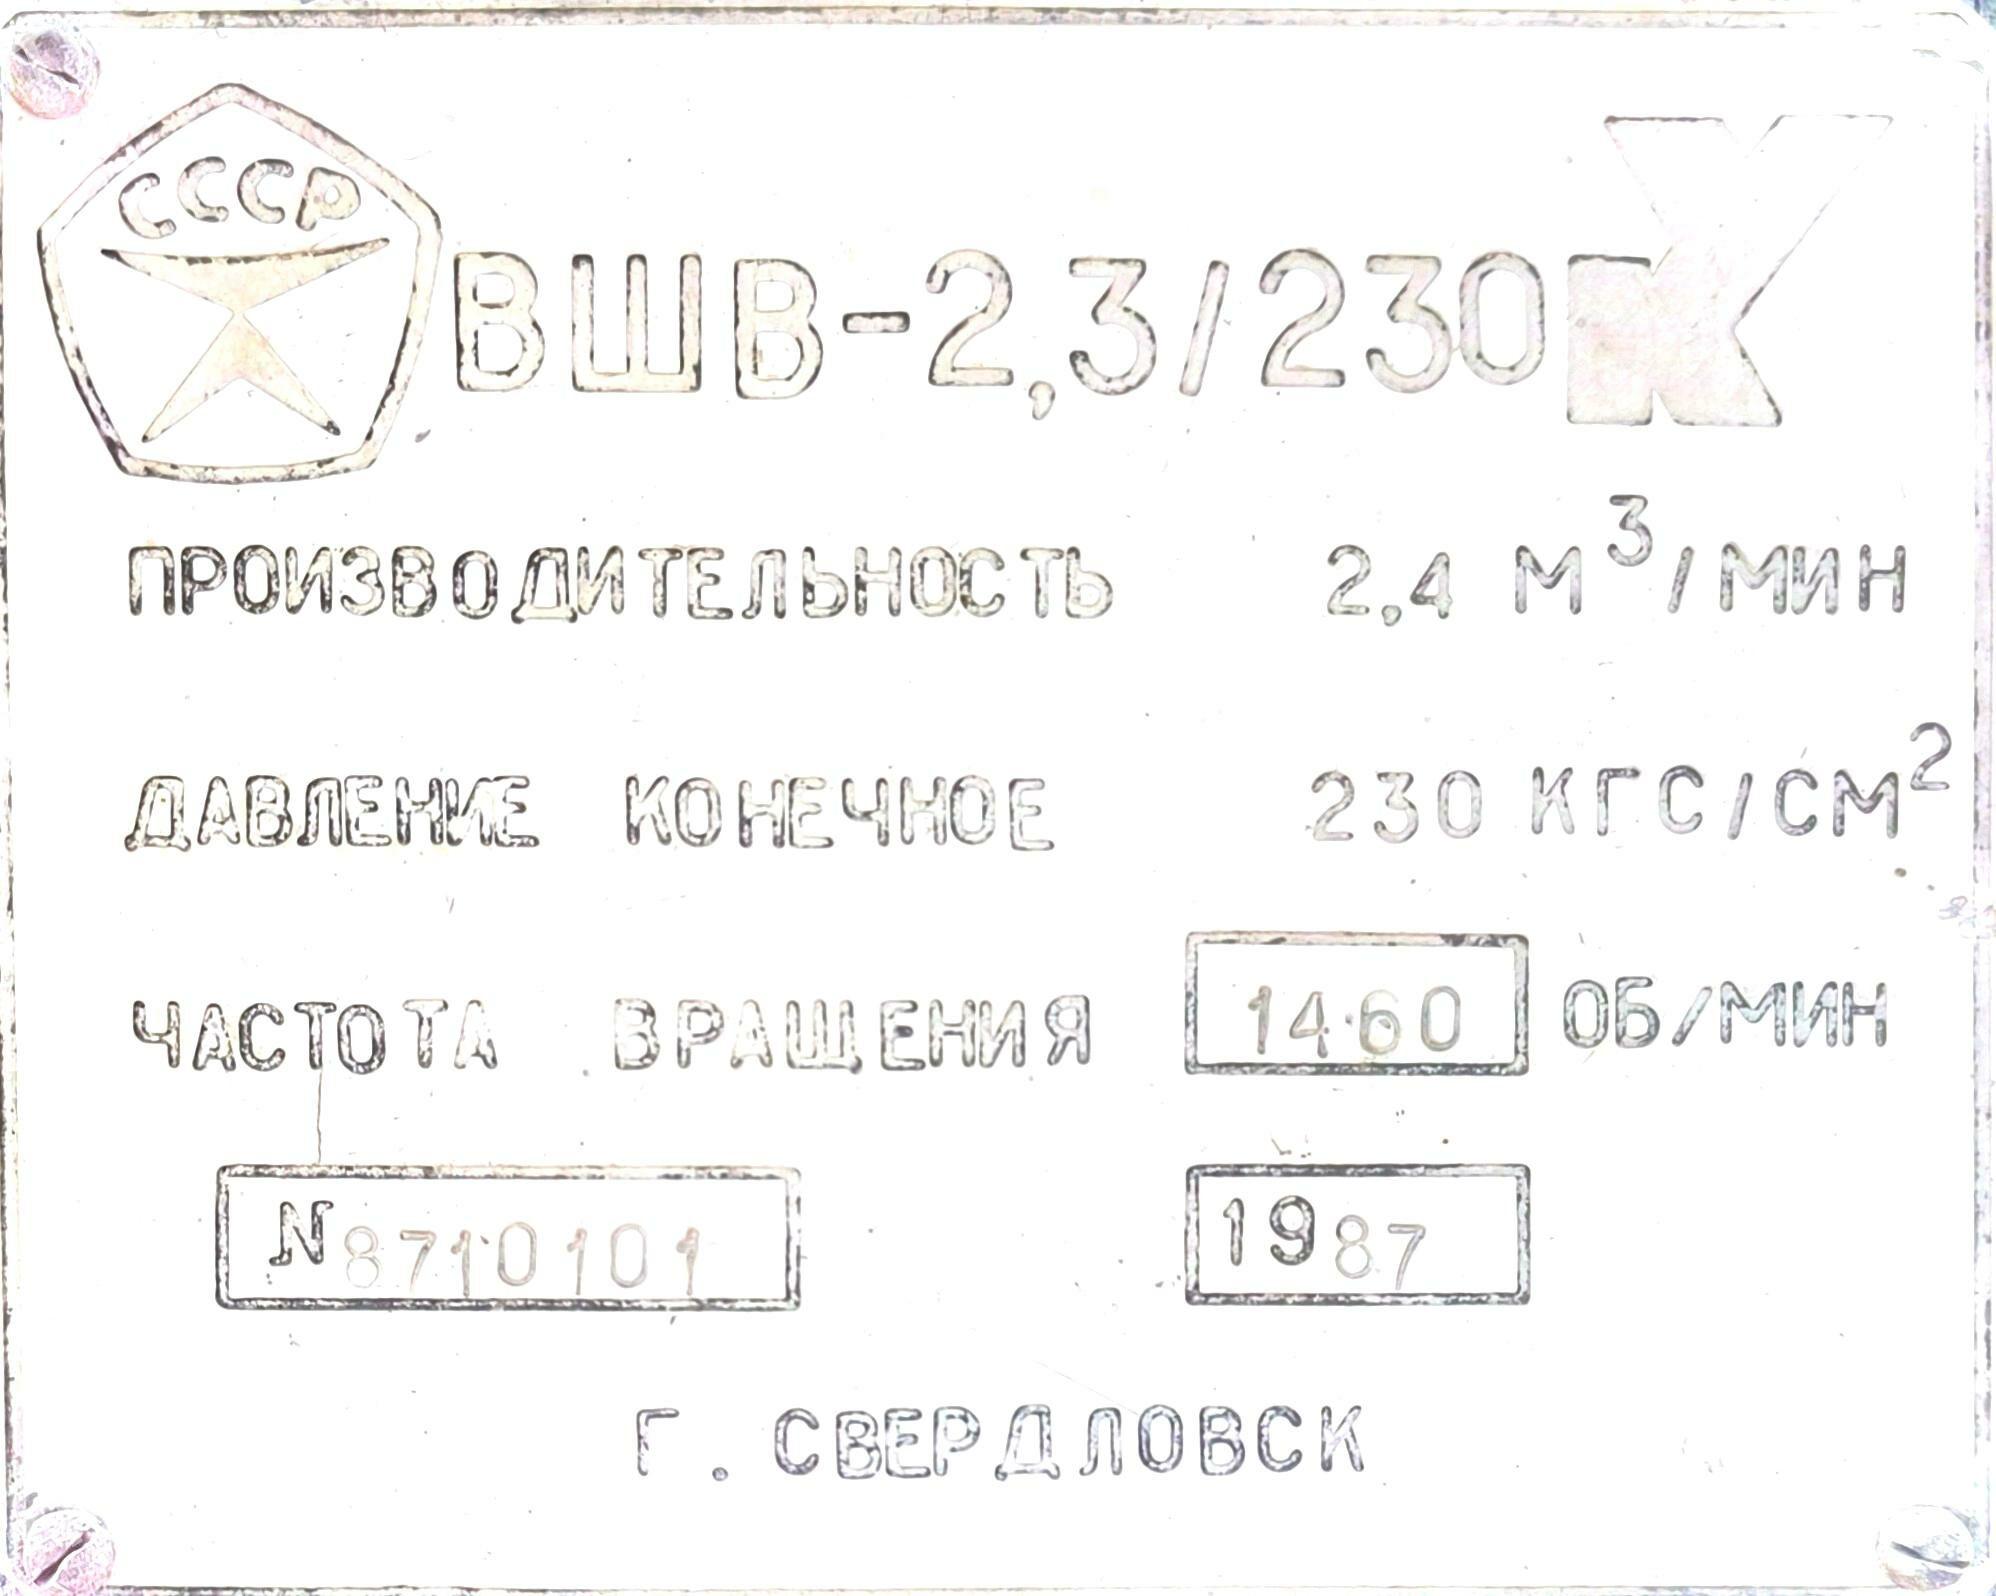 СССР
ВШВ-2,3/230
ПРОИЗВОДИТЕЛЬНОСТЬ 2,4 М³/МИН
ДАВЛЕНИЕ КОНЕЧНОЕ 230 КГС/СМ²
ЧАСТОТА ВРАЩЕНИЯ 1460 ОБ/МИН
N 8710101 1987
Г. СВЕРДЛОВСК